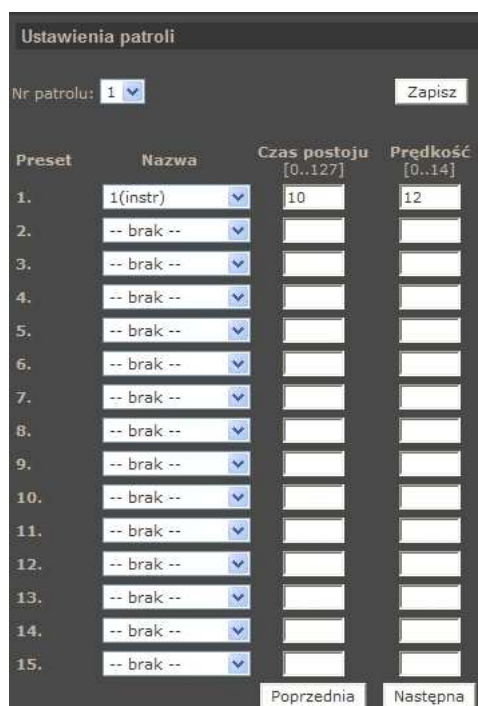 Ustawienia patroli
Nr patrolu: 1 Zapisz
Preset Nazwa Czas postoju [0..127] Prędkość [0..14]
1. 1(instr) 10 12
2. -- brak --
3. -- brak --
4. -- brak --
5. -- brak --
6. -- brak --
7. -- brak --
8. -- brak --
9. -- brak --
10. -- brak --
11. -- brak --
12. -- brak --
13. -- brak --
14. -- brak --
15. -- brak --
Poprzednia Następna